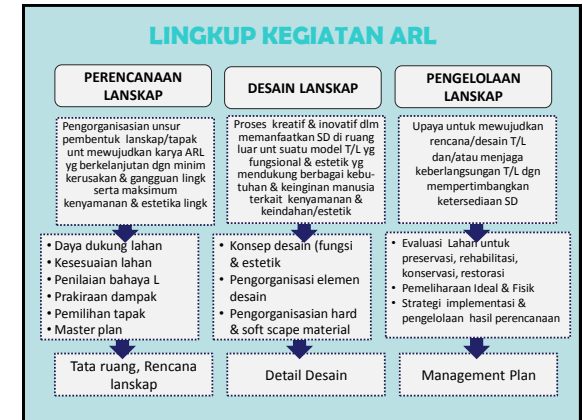 LINGKUP KEGIATAN ARL
PERENCANAAN
LANSKAP
Pengorganisasian unsur
pembentuk lanskap/tapak
unt mewujudkan karya ARL
yg berkelanjutan dgn minim
kerusakan & gangguan lingk
serta maksimum
kenyamanan & estetika lingk
• Daya dukung lahan
• Kesesuaian lahan
• Penilaian bahaya L
• Prakiraan dampak
• Pemilihan tapak
• Master plan
Tata ruang, Rencana
lanskap
DESAIN LANSKAP
Proses kreatif & inovatif dlm
memanfaatkan SD di ruang
luar unt suatu model T/L yg
fungsional & estetik yg
mendukung berbagai kebu-
tuhan & keinginan manusia
terkait kenyamanan &
keindahan/estetik
• Konsep desain (fungsi
& estetik
• Pengorganisasi elemen
desain
• Pengorganisasian hard
& soft scape material
Detail Desain
PENGELOLAAN
LANSKAP
Upaya untuk mewujudkan
rencana/desain T/L
dan/atau menjaga
keberlangsungan T/L dgn
mempertimbangkan
ketersediaan SD
• Evaluasi Lahan untuk
preservasi, rehabilitasi,
konservasi, restorasi
• Pemeliharaan Ideal & Fisik
• Strategi implementasi &
pengelolaan hasil perencanaan
Management Plan